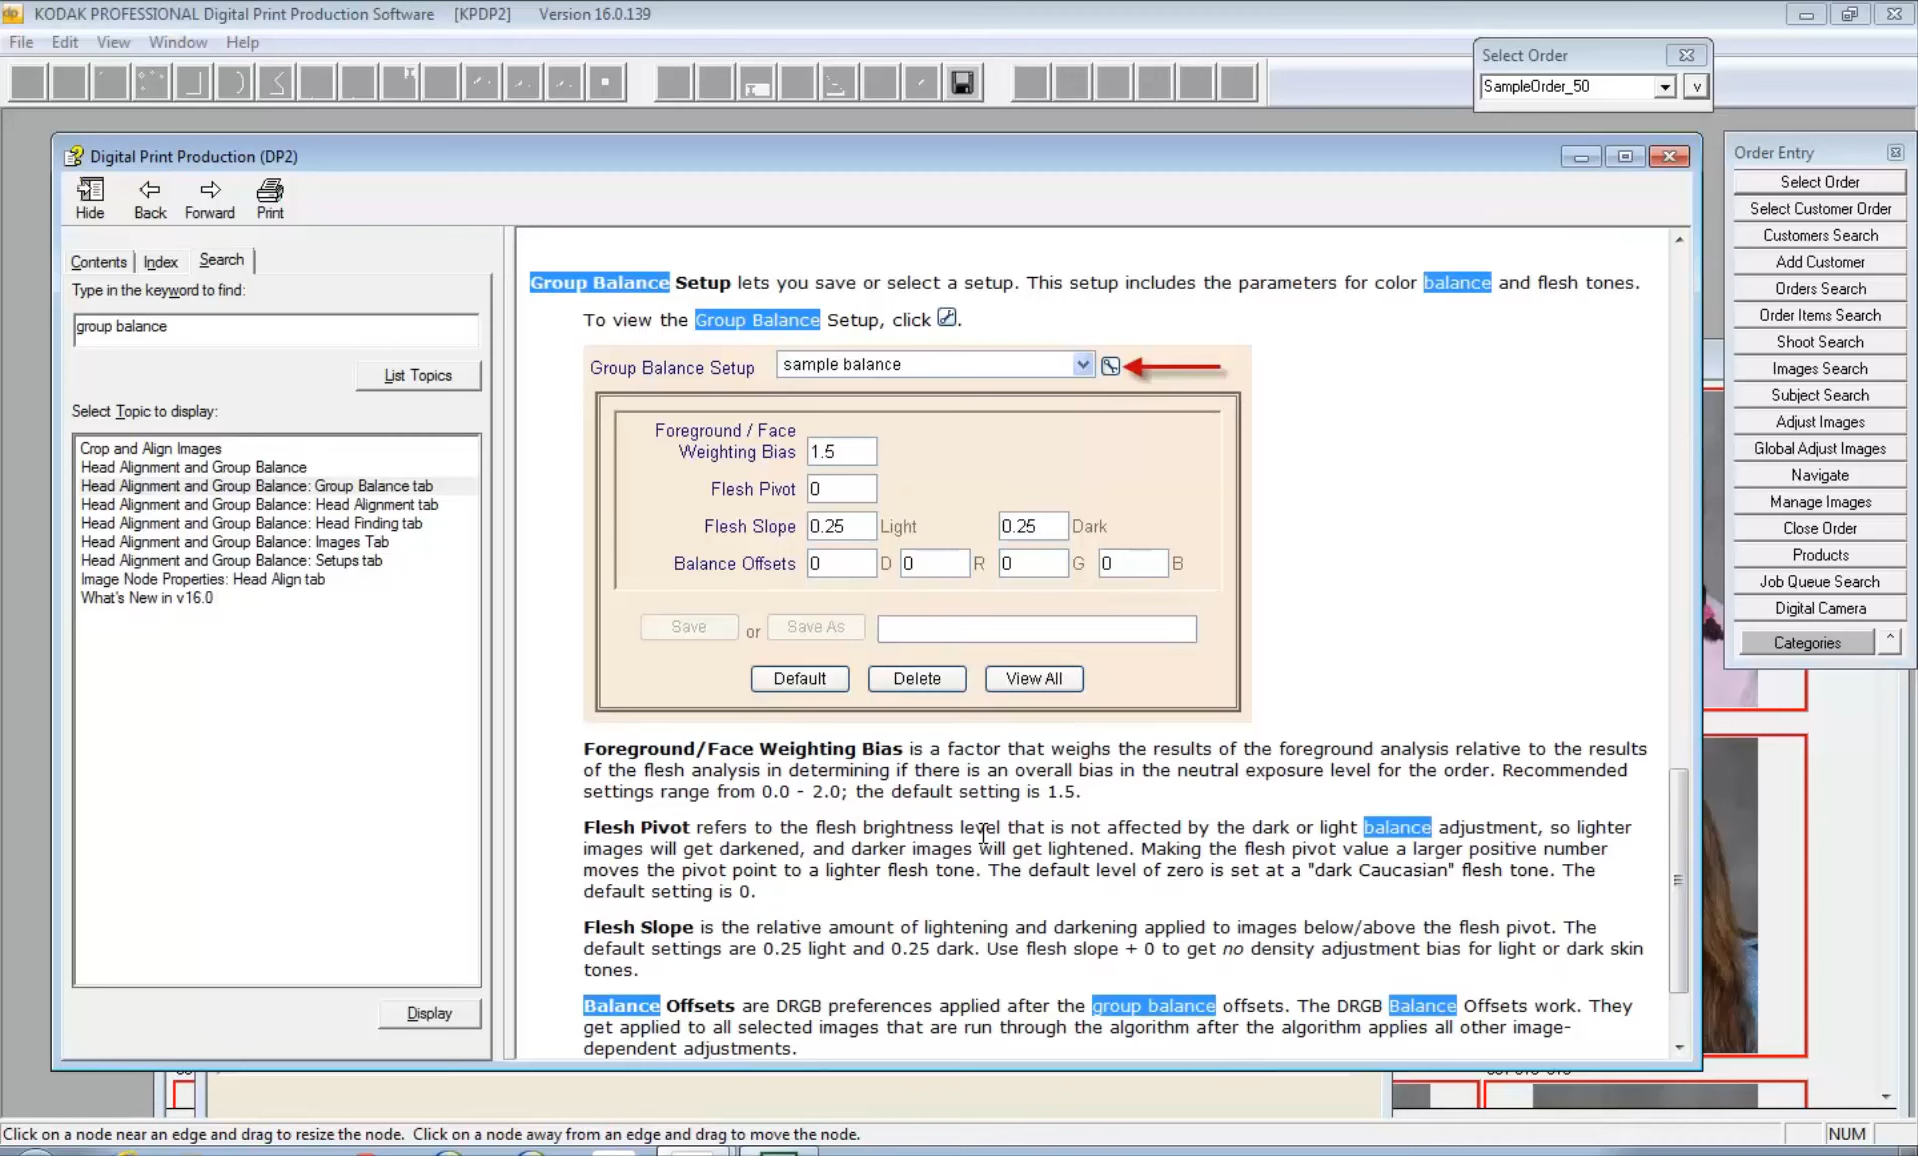 KODAK PROFESSIONAL Digital Print Production Software [KPDP2] Version 16.0.139
File Edit View Window Help
Select Order
SampleOrder_50
v
Digital Print Production (DP2)
Hide Back Forward Print
Contents Index Search
Type in the keyword to find:
group balance
List Topics
Select Topic to display:
Crop and Align Images
Head Alignment and Group Balance
Head Alignment and Group Balance: Group Balance tab
Head Alignment and Group Balance: Head Alignment tab
Head Alignment and Group Balance: Head Finding tab
Head Alignment and Group Balance: Images Tab
Head Alignment and Group Balance: Setups tab
Image Node Properties: Head Align tab
What's New in v16.0
Display
Group Balance Setup lets you save or select a setup. This setup includes the parameters for color balance and flesh tones.
To view the Group Balance Setup, click .
Group Balance Setup sample balance
Foreground / Face
Weighting Bias 1.5
Flesh Pivot 0
Flesh Slope 0.25 Light 0.25 Dark
Balance Offsets 0 D 0 R 0 G 0 B
Save or Save As
Default Delete View All
Foreground/Face Weighting Bias is a factor that weighs the results of the foreground analysis relative to the results
of the flesh analysis in determining if there is an overall bias in the neutral exposure level for the order. Recommended
settings range from 0.0 - 2.0; the default setting is 1.5.
Flesh Pivot refers to the flesh brightness level that is not affected by the dark or light balance adjustment, so lighter
images will get darkened, and darker images will get lightened. Making the flesh pivot value a larger positive number
moves the pivot point to a lighter flesh tone. The default level of zero is set at a "dark Caucasian" flesh tone. The
default setting is 0.
Flesh Slope is the relative amount of lightening and darkening applied to images below/above the flesh pivot. The
default settings are 0.25 light and 0.25 dark. Use flesh slope + 0 to get no density adjustment bias for light or dark skin
tones.
Balance Offsets are DRGB preferences applied after the group balance offsets. The DRGB Balance Offsets work. They
get applied to all selected images that are run through the algorithm after the algorithm applies all other image-
dependent adjustments.
Order Entry
Select Order
Select Customer Order
Customers Search
Add Customer
Orders Search
Order Items Search
Shoot Search
Images Search
Subject Search
Adjust Images
Global Adjust Images
Navigate
Manage Images
Close Order
Products
Job Queue Search
Digital Camera
Categories ^
Click on a node near an edge and drag to resize the node. Click on a node away from an edge and drag to move the node.
NUM